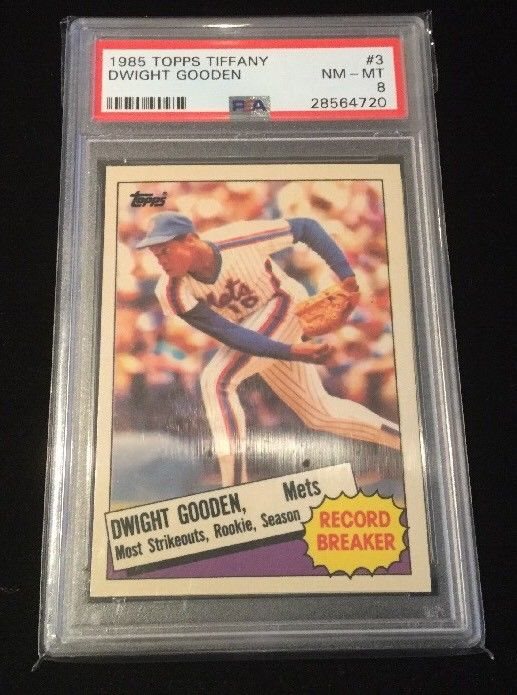 1985 TOPPS TIFFANY #3
DWIGHT GOODEN NM - MT
8
PSA 28564720
Topps
Mets
16
DWIGHT GOODEN, Mets
Most Strikeouts, Rookie, Season
RECORD
BREAKER